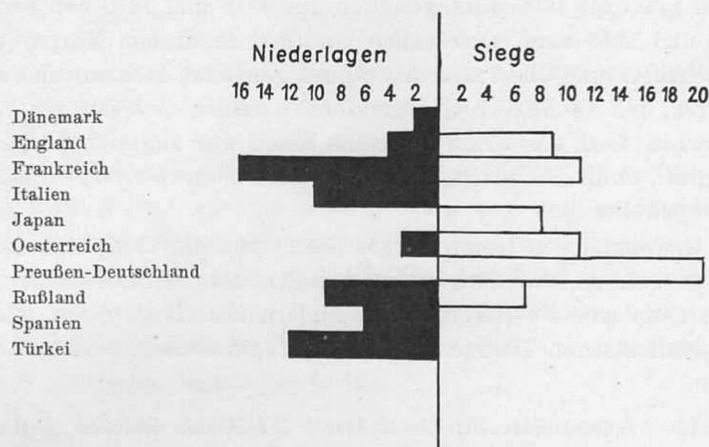 Niederlagen Siege
16 14 12 10 8 6 4 2 2 4 6 8 10 12 14 16 18 20
Dänemark
England
Frankreich
Italien
Japan
Oesterreich
Preußen-Deutschland
Rußland
Spanien
Türkei